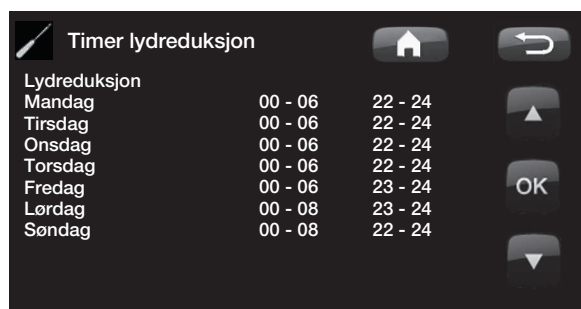 Timer lydreduksjon
Lydreduksjon
Mandag 00 - 06 22 - 24
Tirsdag 00 - 06 22 - 24
Onsdag 00 - 06 22 - 24
Torsdag 00 - 06 22 - 24
Fredag 00 - 06 23 - 24
Lørdag 00 - 08 23 - 24
Søndag 00 - 08 22 - 24
OK